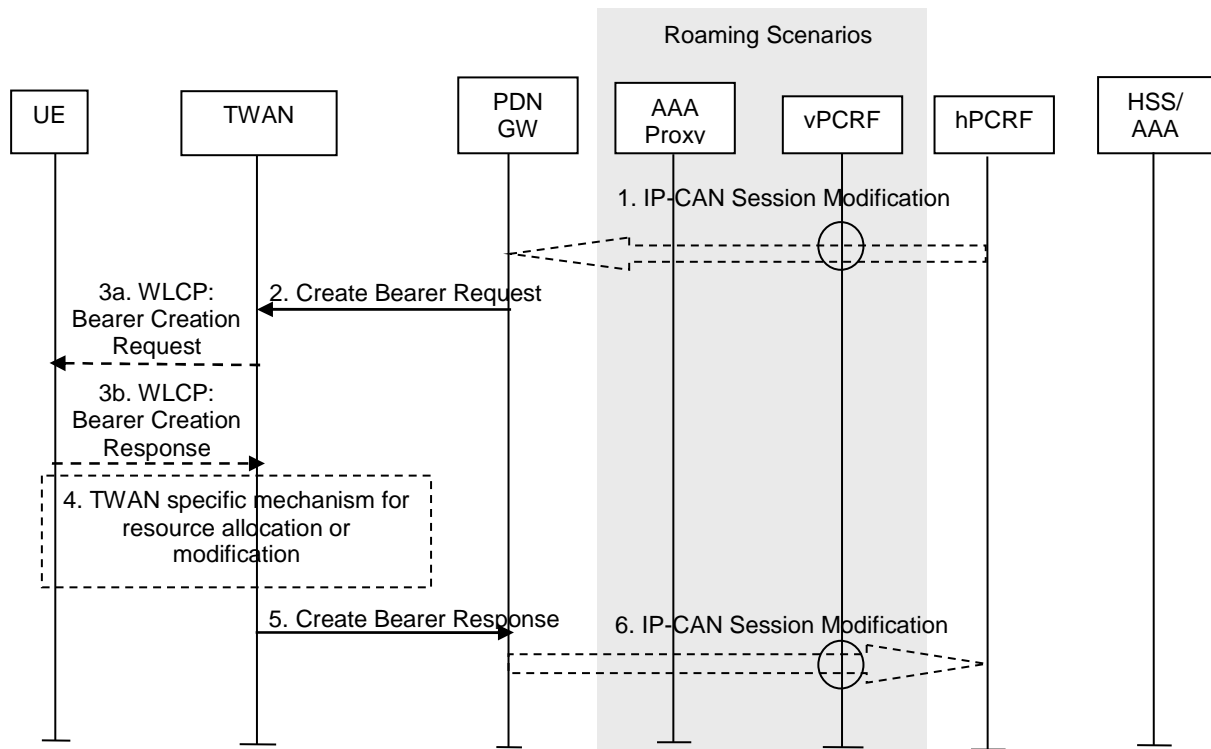 Roaming Scenarios
UE
TWAN
PDN
GW
AAA
Proxy
vPCRF
hPCRF
HSS/
AAA
1. IP-CAN Session Modification
2. Create Bearer Request
3a. WLCP:
Bearer Creation
Request
3b. WLCP:
Bearer Creation
Response
4. TWAN specific mechanism for
resource allocation or
modification
5. Create Bearer Response
6. IP-CAN Session Modification